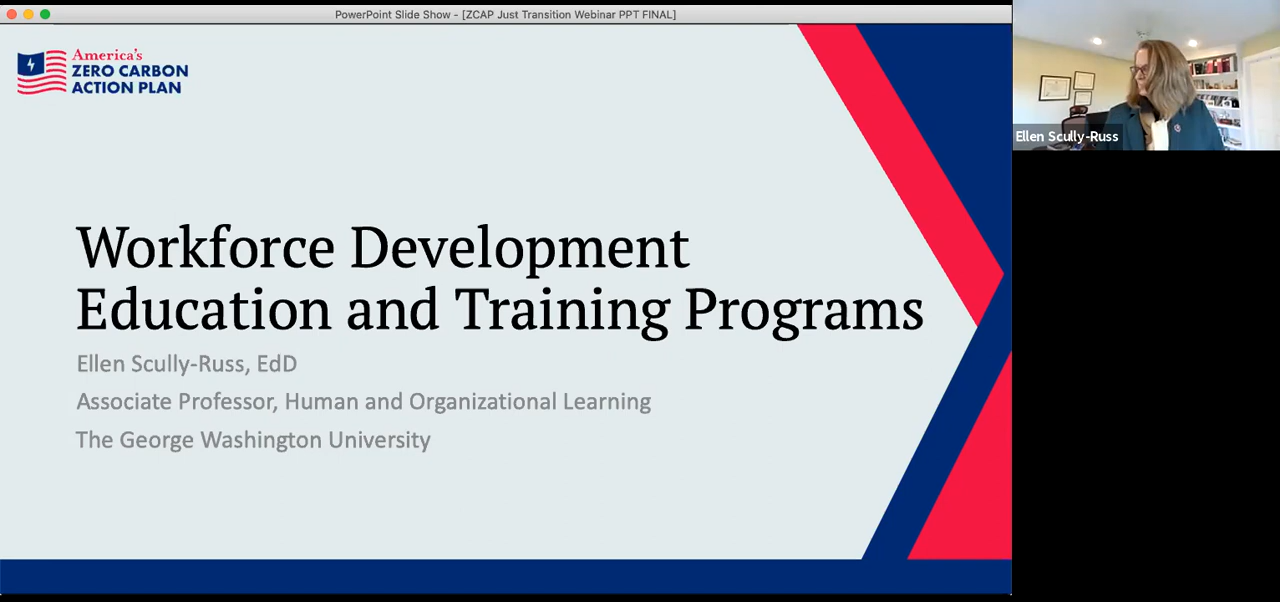 PowerPoint Slide Show - [ZCAP Just Transition Webinar PPT FINAL]
America's
ZERO CARBON
ACTION PLAN
Workforce Development
Education and Training Programs
Ellen Scully-Russ, EdD
Associate Professor, Human and Organizational Learning
The George Washington University
Ellen Scully-Russ